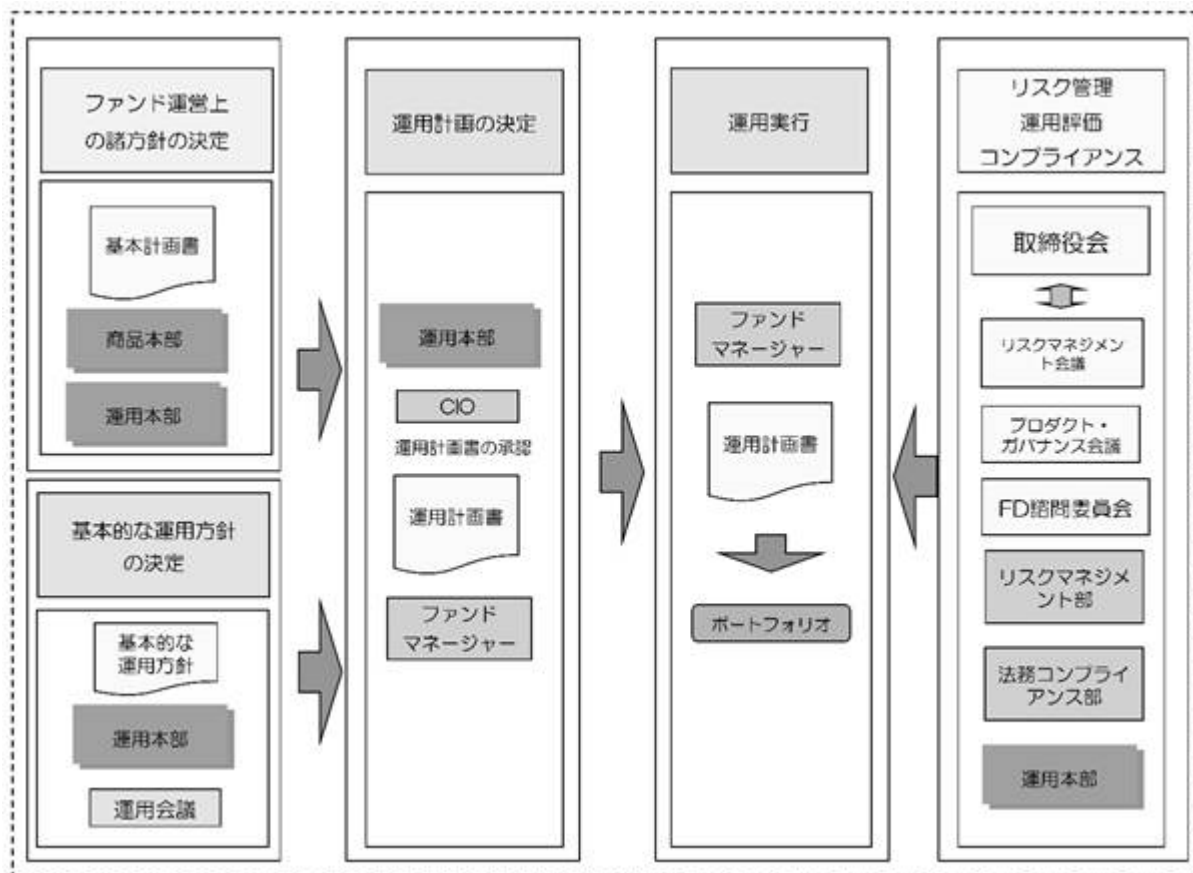 ファンド運営上
の諸方針の決定
基本計画書
商品本部
運用本部
基本的な運用方針
の決定
基本的な
運用方針
運用本部
運用会議
運用計画の決定
運用本部
CIO
運用計画書の承認
運用計画書
ファンド
マネージャー
運用実行
ファンド
マネージャー
運用計画書
ポートフォリオ
リスク管理
運用評価
コンプライアンス
取締役会
リスクマネジメン
ト会議
プロダクト・
ガバナンス会議
FD諮問委員会
リスクマネジメ
ント部
法務コンプライ
アンス部
運用本部